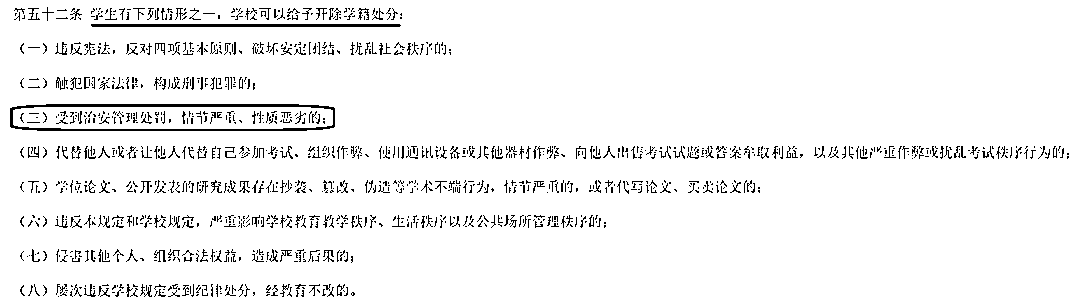 第五十二条 学生有下列情形之一，学校可以给予开除学籍处分：
（一）违反宪法，反对四项基本原则、破坏安定团结、扰乱社会秩序的；
（二）触犯国家法律，构成刑事犯罪的；
（三）受到治安管理处罚，情节严重、性质恶劣的；
（四）代替他人或者让他人代替自己参加考试、组织作弊、使用通讯设备或其他器材作弊、向他人出售考试试题或答案牟取利益，以及其他严重作弊或扰乱考试秩序行为的；
（五）学位论文、公开发表的研究成果存在抄袭、篡改、伪造等学术不端行为，情节严重的，或者代写论文、买卖论文的；
（六）违反本规定和学校规定，严重影响学校教育教学秩序、生活秩序以及公共场所管理秩序的；
（七）侵害其他个人、组织合法权益，造成严重后果的；
（八）屡次违反学校规定受到纪律处分，经教育不改的。